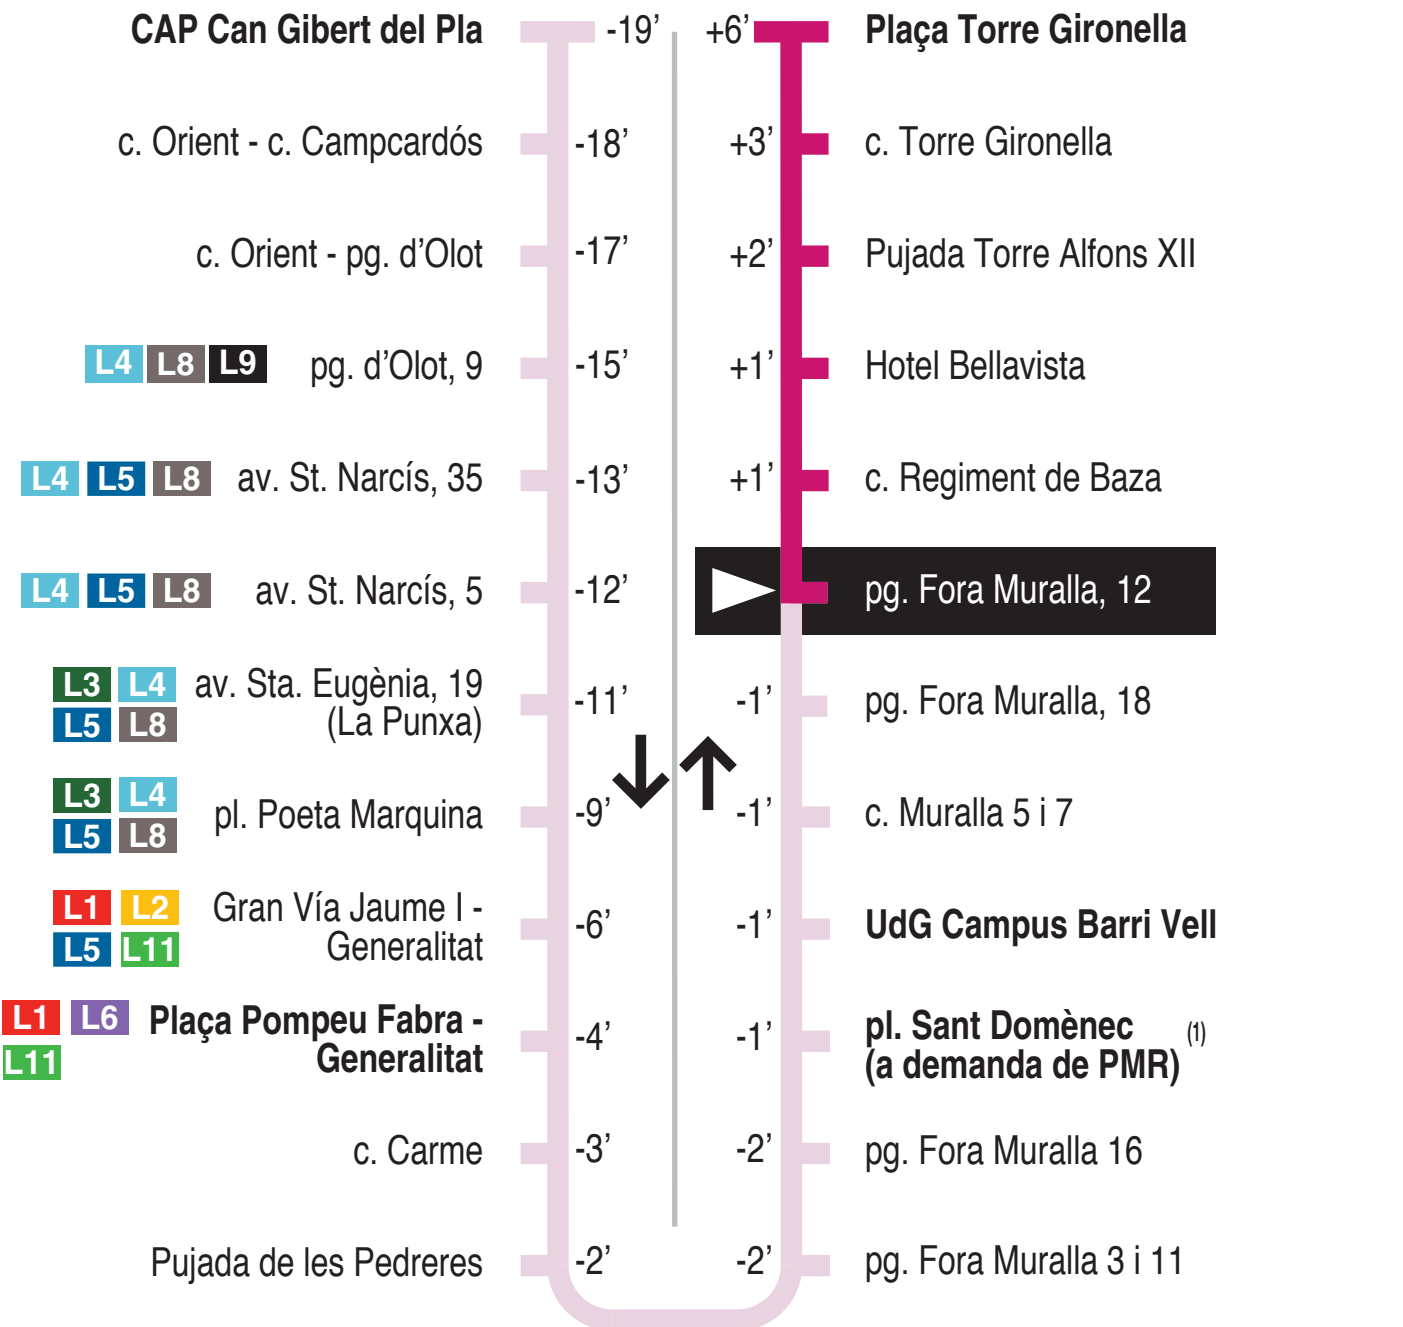 CAP Can Gibert del Pla -19’
c. Orient - c. Campcardós -18’
c. Orient - pg. d’Olot -17’
L4 L8 L9 pg. d’Olot, 9 -15’
L4 L5 L8 av. St. Narcís, 35 -13’
L4 L5 L8 av. St. Narcís, 5 -12’
L3 L4 av. Sta. Eugènia, 19
L5 L8 (La Punxa) -11’
L3 L4
L5 L8 pl. Poeta Marquina -9’
L1 L2 Gran Vía Jaume I -
L5 L11 Generalitat -6’
L1 L6 Plaça Pompeu Fabra -
L11 Generalitat -4’
c. Carme -3’
Pujada de les Pedreres -2’
+6’ Plaça Torre Gironella
+3’ c. Torre Gironella
+2’ Pujada Torre Alfons XII
+1’ Hotel Bellavista
+1’ c. Regiment de Baza
pg. Fora Muralla, 12
-1’ pg. Fora Muralla, 18
-1’ c. Muralla 5 i 7
-1’ UdG Campus Barri Vell
-1’ pl. Sant Domènec (1)
(a demanda de PMR)
-2’ pg. Fora Muralla 16
-2’ pg. Fora Muralla 3 i 11